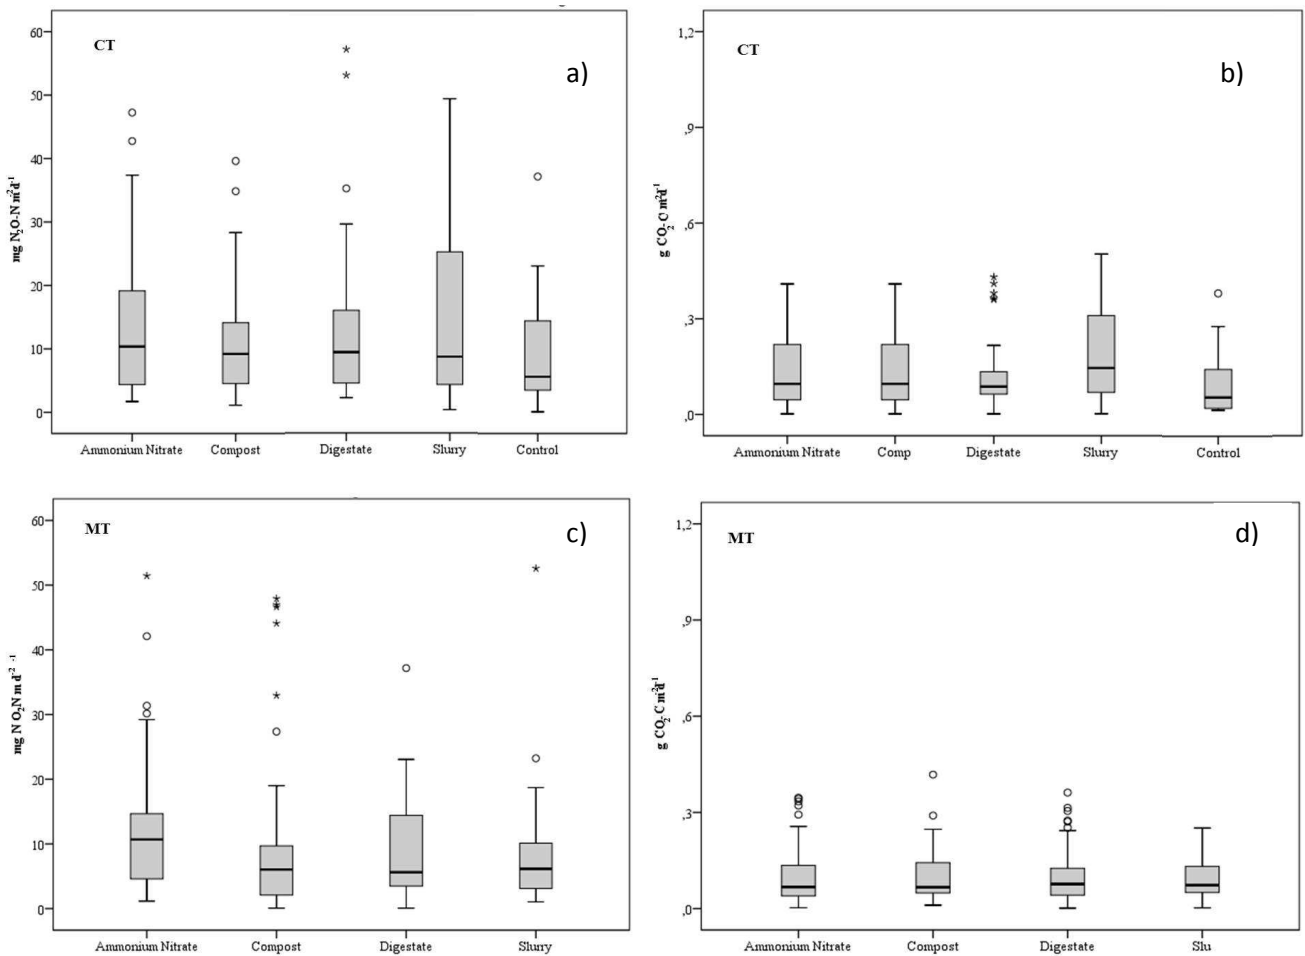 60
50
40
30
20
10
0
CT
a)
mg N2O-N m-2d-1
Ammonium Nitrate Compost Digestate Slurry Control
1,2
,9
,6
,3
,0
CT
b)
g CO2-C m2d-1
Ammonium Nitrate Comp Digestate Slurry Control
60
50
40
30
20
10
0
MT
c)
mg N O2N m d-2 -1
Ammonium Nitrate Compost Digestate Slurry
1,2
,9
,6
,3
,0
MT
d)
g CO2-C m-2d-1
Ammonium Nitrate Compost Digestate Slu